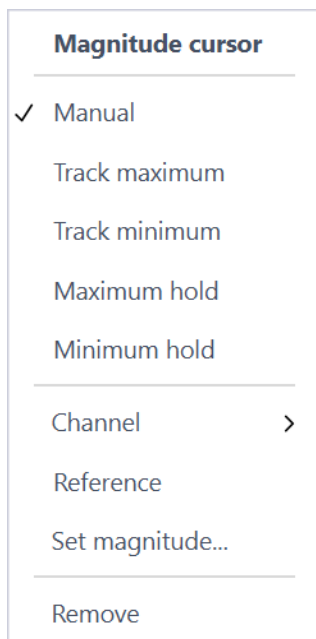 Magnitude cursor
Manual
Track maximum
Track minimum
Maximum hold
Minimum hold
Channel
Reference
Set magnitude...
Remove